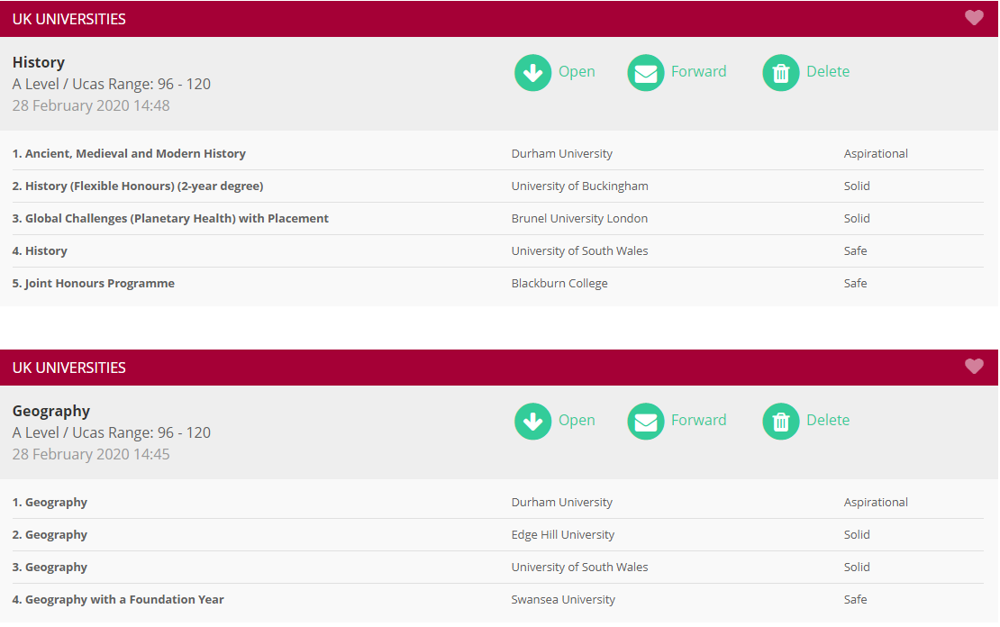 UK UNIVERSITIES
History
A Level / Ucas Range: 96 - 120
28 February 2020 14:48
Open Forward Delete
1. Ancient, Medieval and Modern History Durham University Aspirational
2. History (Flexible Honours) (2-year degree) University of Buckingham Solid
3. Global Challenges (Planetary Health) with Placement Brunel University London Solid
4. History University of South Wales Safe
5. Joint Honours Programme Blackburn College Safe
UK UNIVERSITIES
Geography
A Level / Ucas Range: 96 - 120
28 February 2020 14:45
Open Forward Delete
1. Geography Durham University Aspirational
2. Geography Edge Hill University Solid
3. Geography University of South Wales Solid
4. Geography with a Foundation Year Swansea University Safe